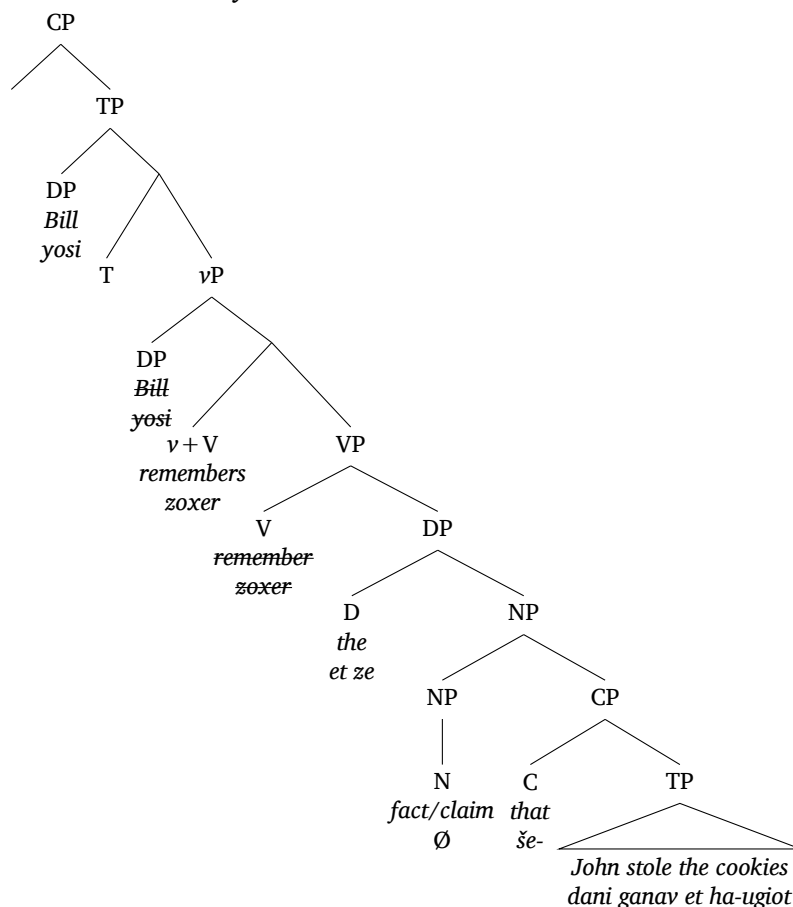 CP
TP
DP
Bill
yosi
T
vP
DP
Bill
yosi
v+V
remembers
zoxer
VP
V
remember
zoxer
DP
D
the
et ze
NP
NP
CP
N
fact/claim
Ø
C
that
še-
TP
John stole the cookies
dani ganav et ha-ugiot